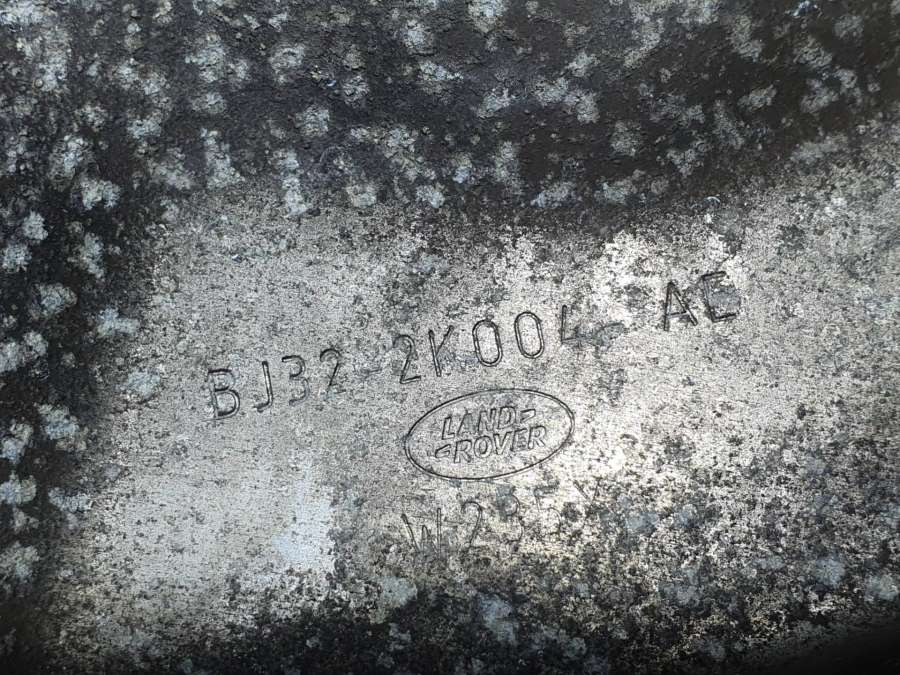 BJ32-2K004 AE
LAND-
-ROVER